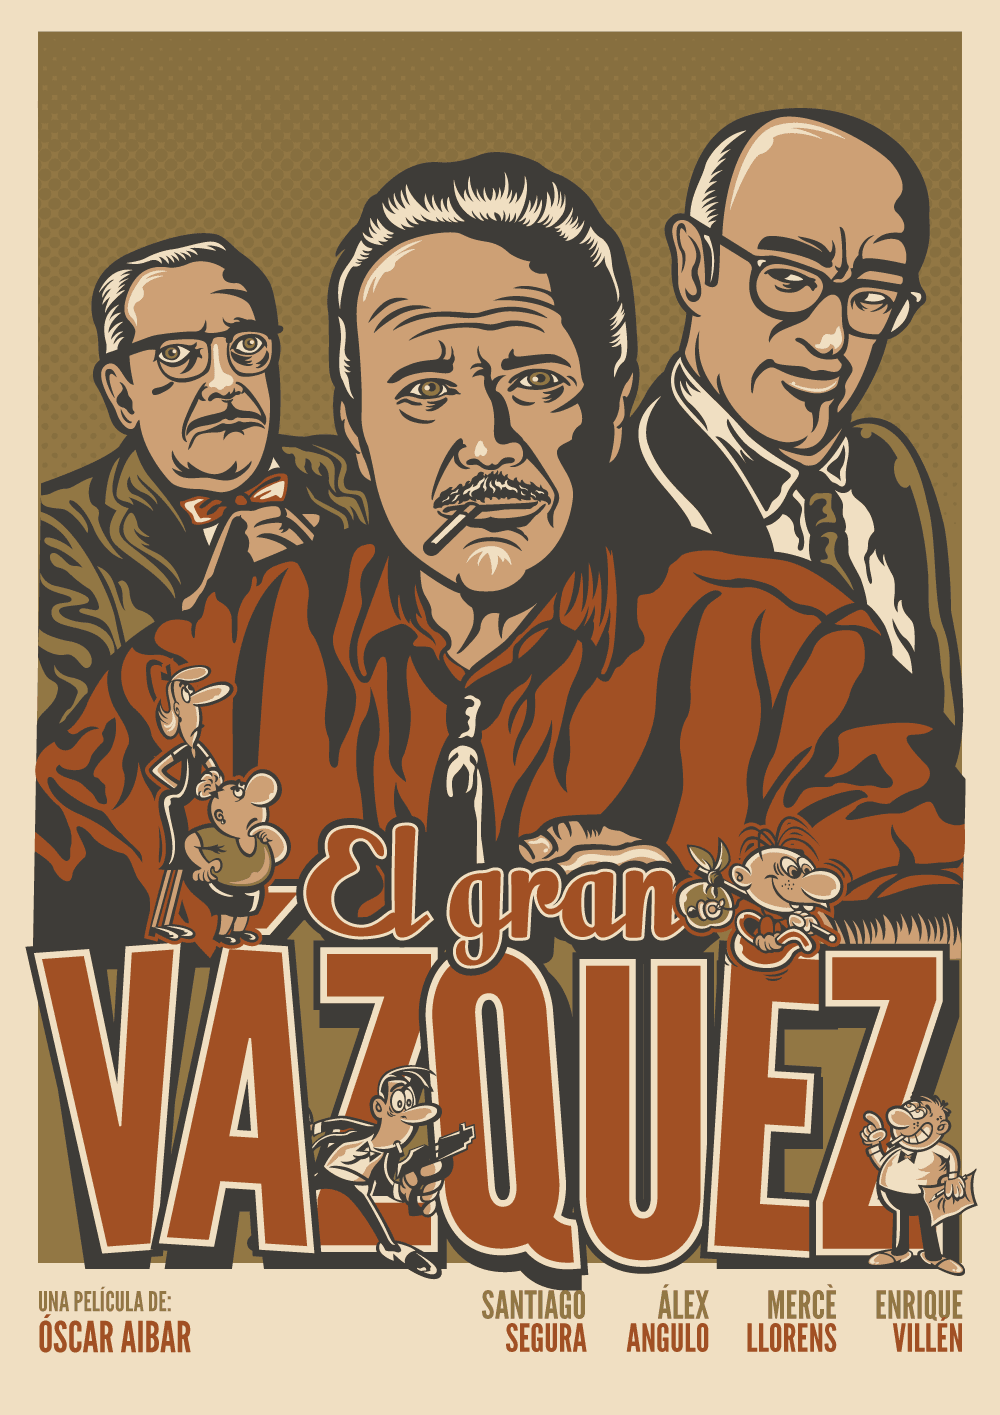 El gran
VÁZQUEZ
UNA PELÍCULA DE:
ÓSCAR AIBAR
SANTIAGO
SEGURA
ÁLEX
ANGULO
MERCÈ
LLORENS
ENRIQUE
VILLÉN